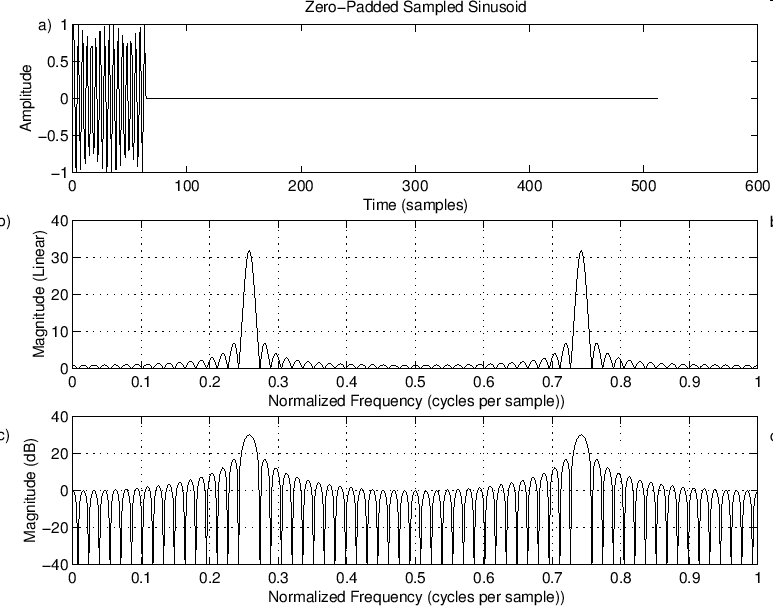 Zero−Padded Sampled Sinusoid
a)
1
0.5
0
−0.5
−1
Amplitude
0 100 200 300 400 500 600
Time (samples)
b)
40
30
20
10
0
Magnitude (Linear)
0 0.1 0.2 0.3 0.4 0.5 0.6 0.7 0.8 0.9 1
Normalized Frequency (cycles per sample))
c)
40
20
0
−20
−40
Magnitude (dB)
0 0.1 0.2 0.3 0.4 0.5 0.6 0.7 0.8 0.9 1
Normalized Frequency (cycles per sample))